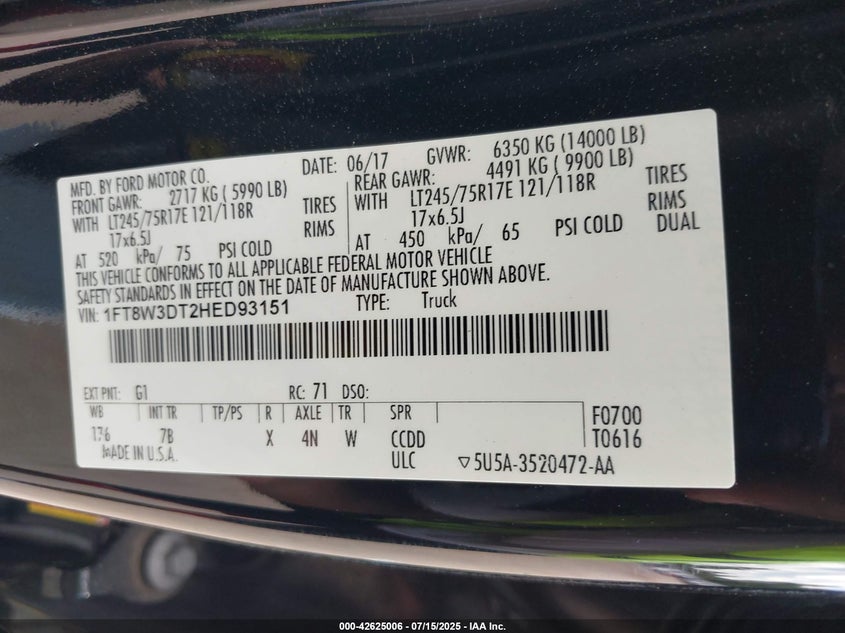 MFD. BY FORD MOTOR CO.
DATE: 06/17 GVWR: 6350 KG (14000 LB)
FRONT GAWR: 2717 KG ( 5990 LB)
REAR GAWR: 4491 KG ( 9900 LB)
WITH LT245/75R17E 121/118R TIRES
WITH LT245/75R17E 121/118R TIRES
17x6.5J RIMS
17x6.5J RIMS
AT 520 kPa/ 75 PSI COLD
AT 450 kPa/ 65 PSI COLD DUAL
THIS VEHICLE CONFORMS TO ALL APPLICABLE FEDERAL MOTOR VEHICLE
SAFETY STANDARDS IN EFFECT ON THE DATE OF MANUFACTURE SHOWN ABOVE.
VIN: 1FT8W3DT2HED93151 TYPE: Truck
EXT PNT: G1 RC: 71 DSO:
WB INT TR TP/PS R AXLE TR SPR F0700
176 7B X 4N W CCDD T0616
MADE IN U.S.A. ULC ▽5U5A-3520472-AA
000-42625006 - 07/15/2025 - IAA Inc.